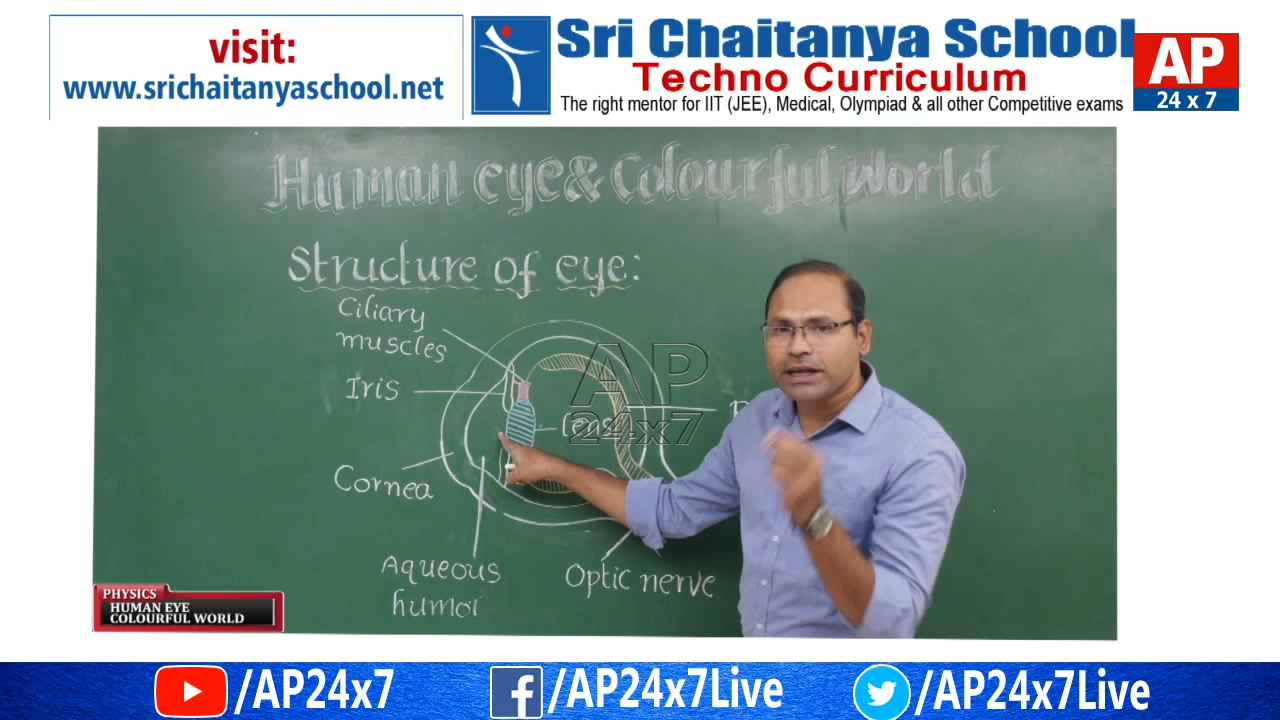 visit:
www.srichaitanyaschool.net
Sri Chaitanya School
Techno Curriculum
The right mentor for IIT (JEE), Medical, Olympiad & all other Competitive exams
AP
24 x 7
Human eye & Colourful World
Structure of eye:
Ciliary
muscles
Iris
Lens
Cornea
Aqueous
humor
Optic nerve
AP
24x7
PHYSICS
HUMAN EYE
COLOURFUL WORLD
/AP24x7
/AP24x7Live
/AP24x7Live